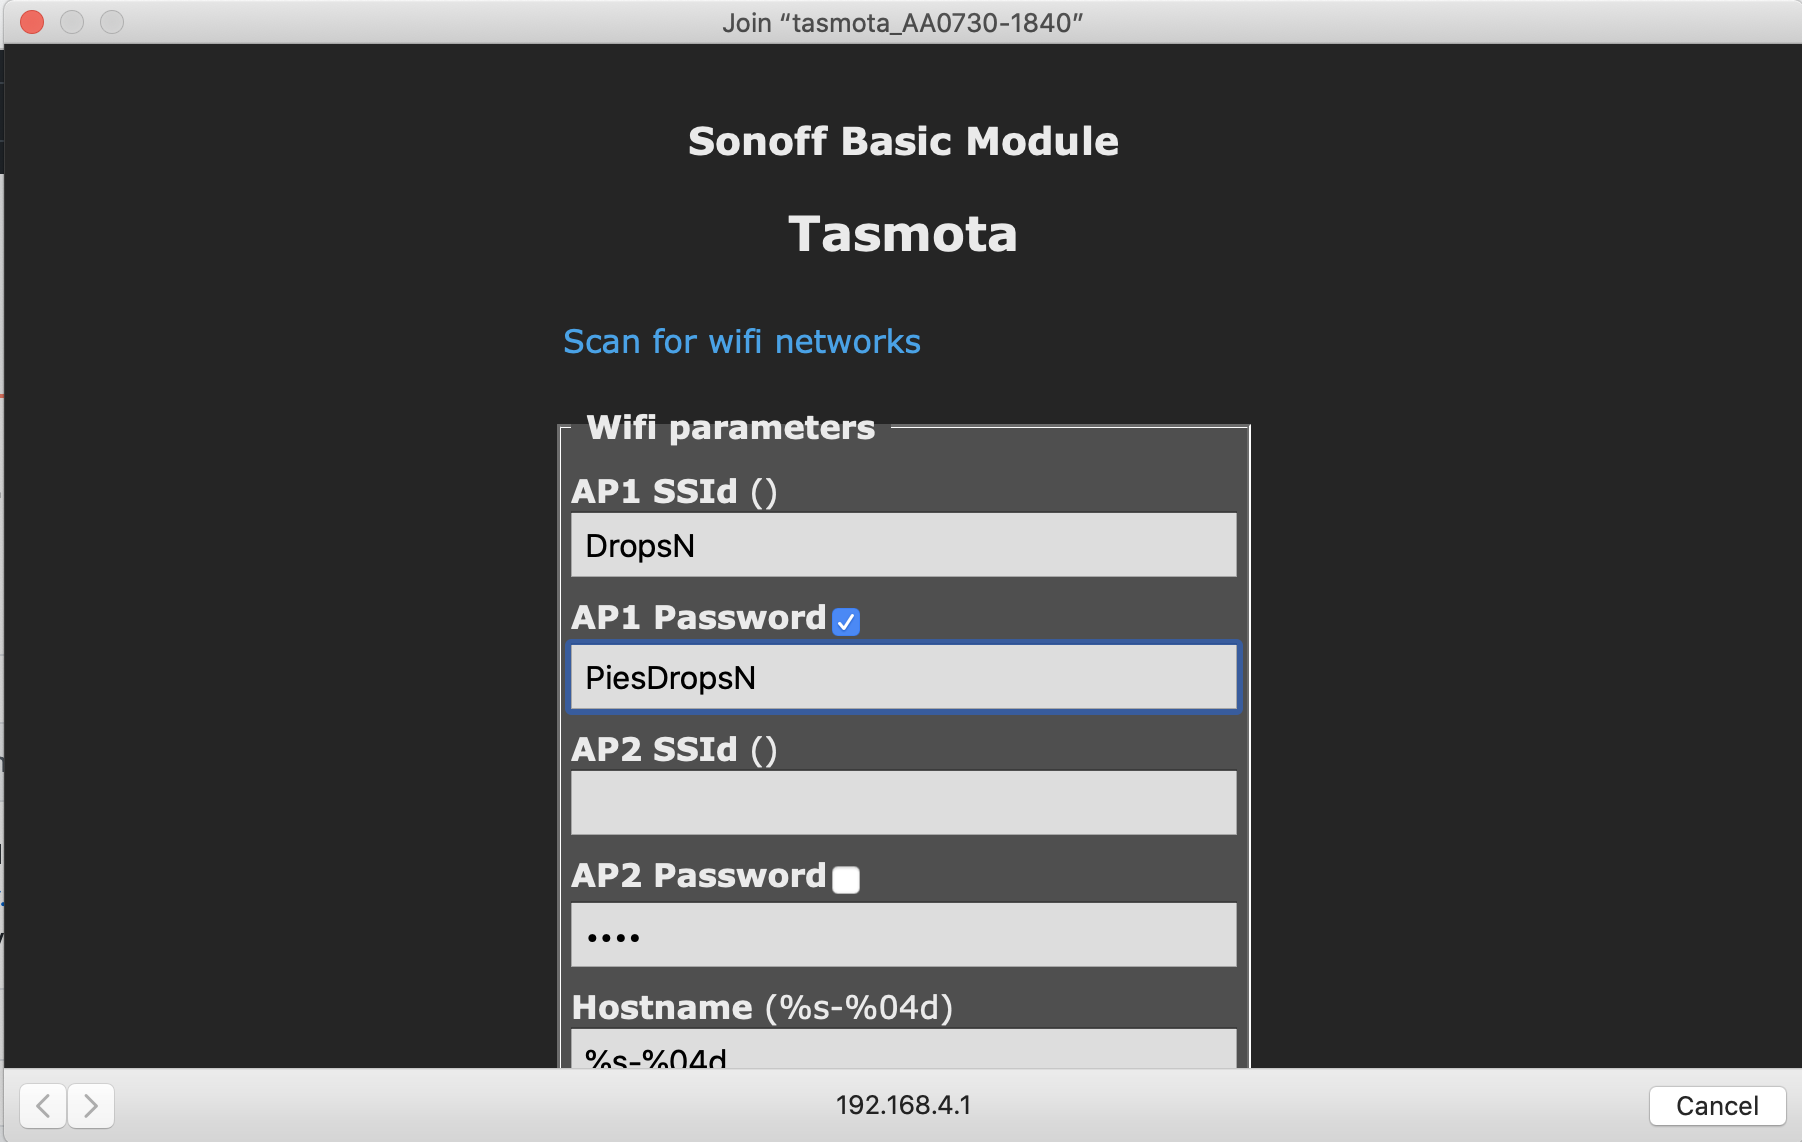 Join “tasmota_AA0730-1840”
Sonoff Basic Module
Tasmota
Scan for wifi networks
Wifi parameters
AP1 SSId ()
DropsN
AP1 Password
PiesDropsN
AP2 SSId ()
AP2 Password
••••
Hostname (%s-%04d)
%s-%04d
192.168.4.1
Cancel